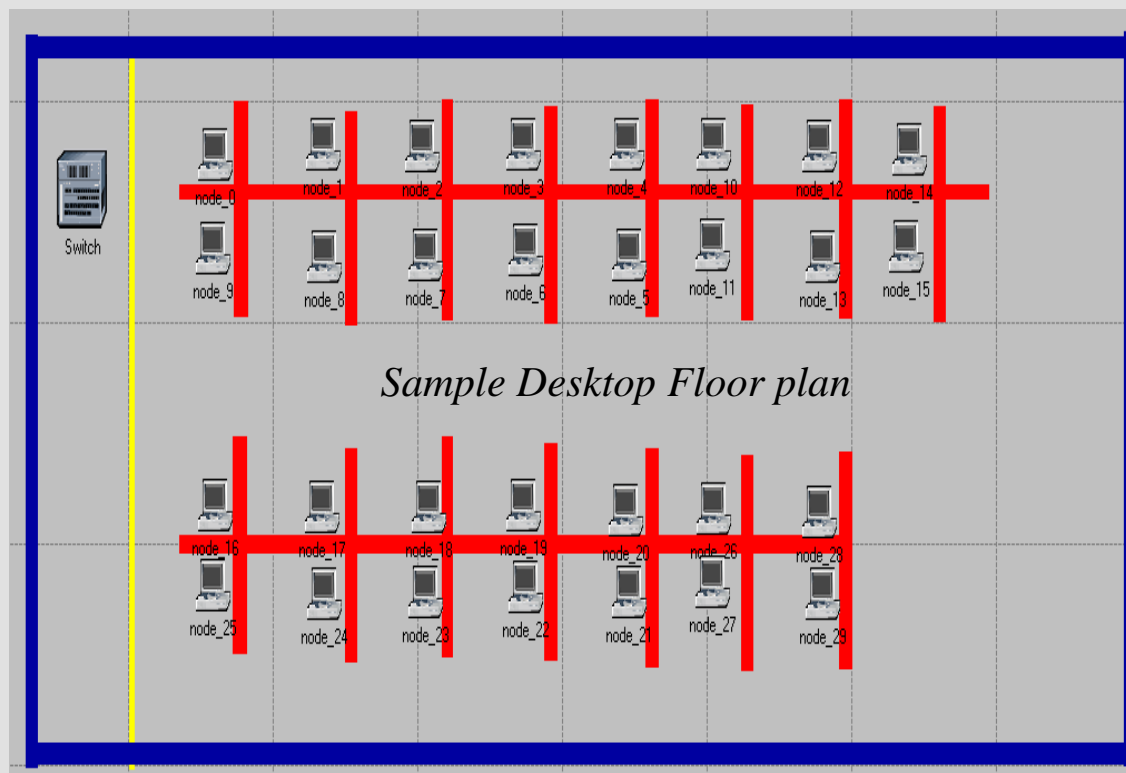 node_0 node_1 node_2 node_3 node_4 node_10 node_12 node_14
Switch
node_9 node_8 node_7 node_6 node_5 node_11 node_13 node_15
Sample Desktop Floor plan
node_16 node_17 node_18 node_19 node_20 node_26 node_28
node_25 node_24 node_23 node_22 node_21 node_27 node_29